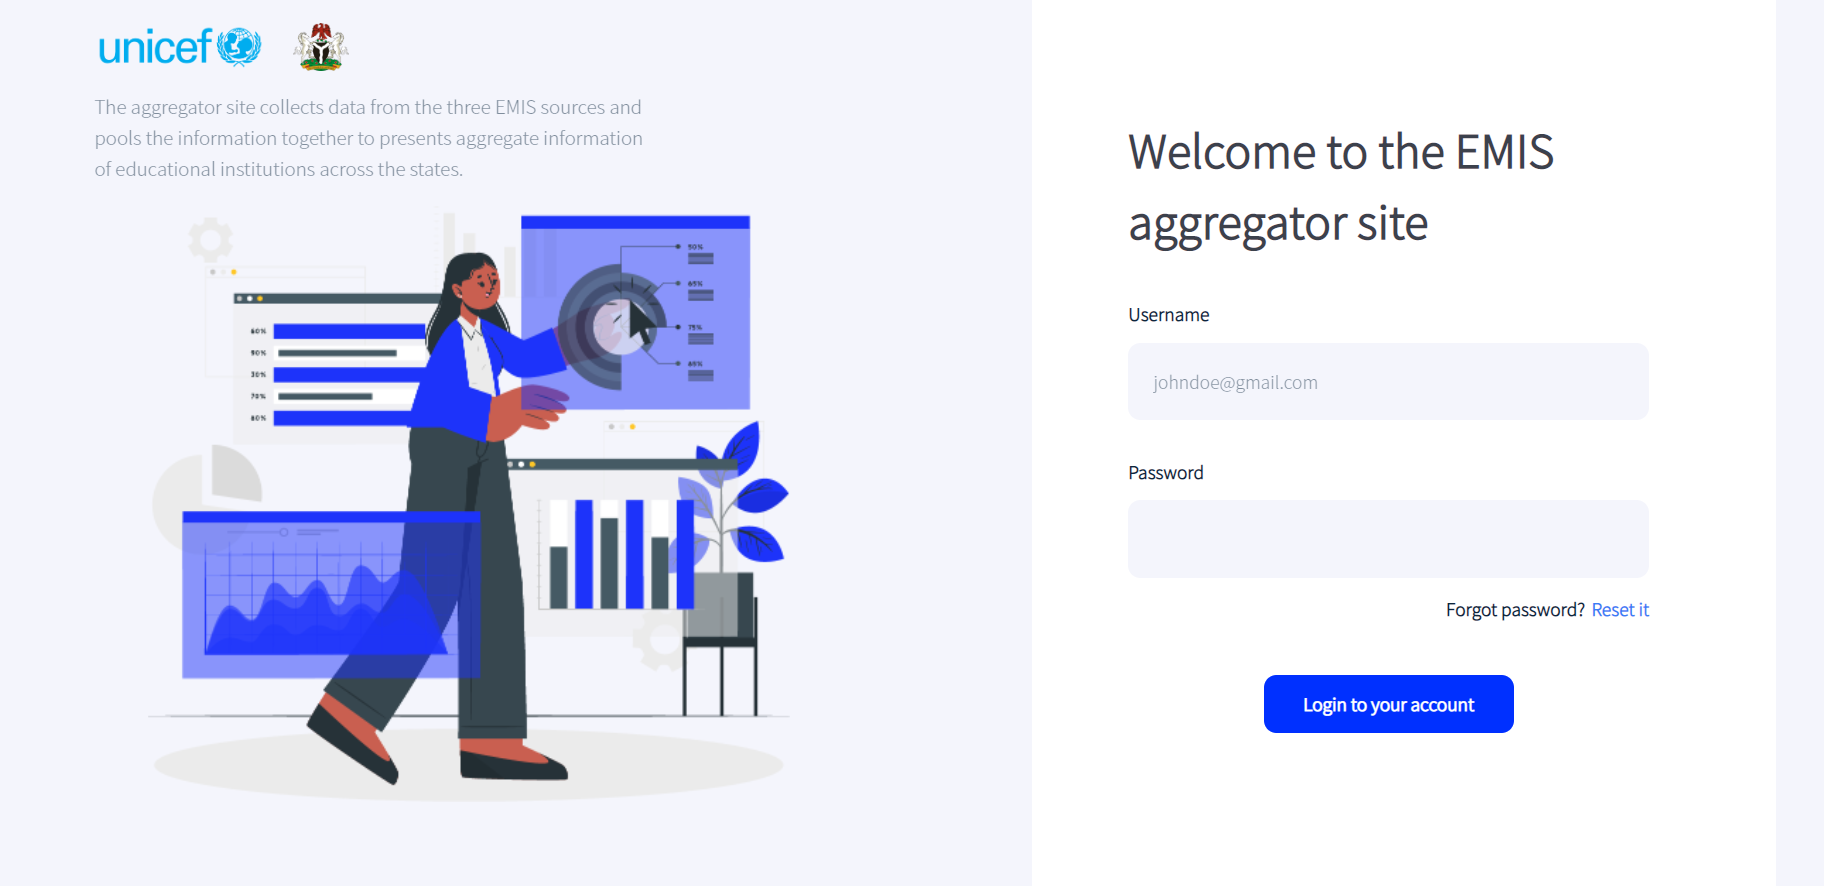 unicef
The aggregator site collects data from the three EMIS sources and
pools the information together to presents aggregate information
of educational institutions across the states.
60%
90%
30%
70%
80%
50%
65%
75%
85%
Welcome to the EMIS
aggregator site
Username
johndoe@gmail.com
Password
Forgot password? Reset it
Login to your account